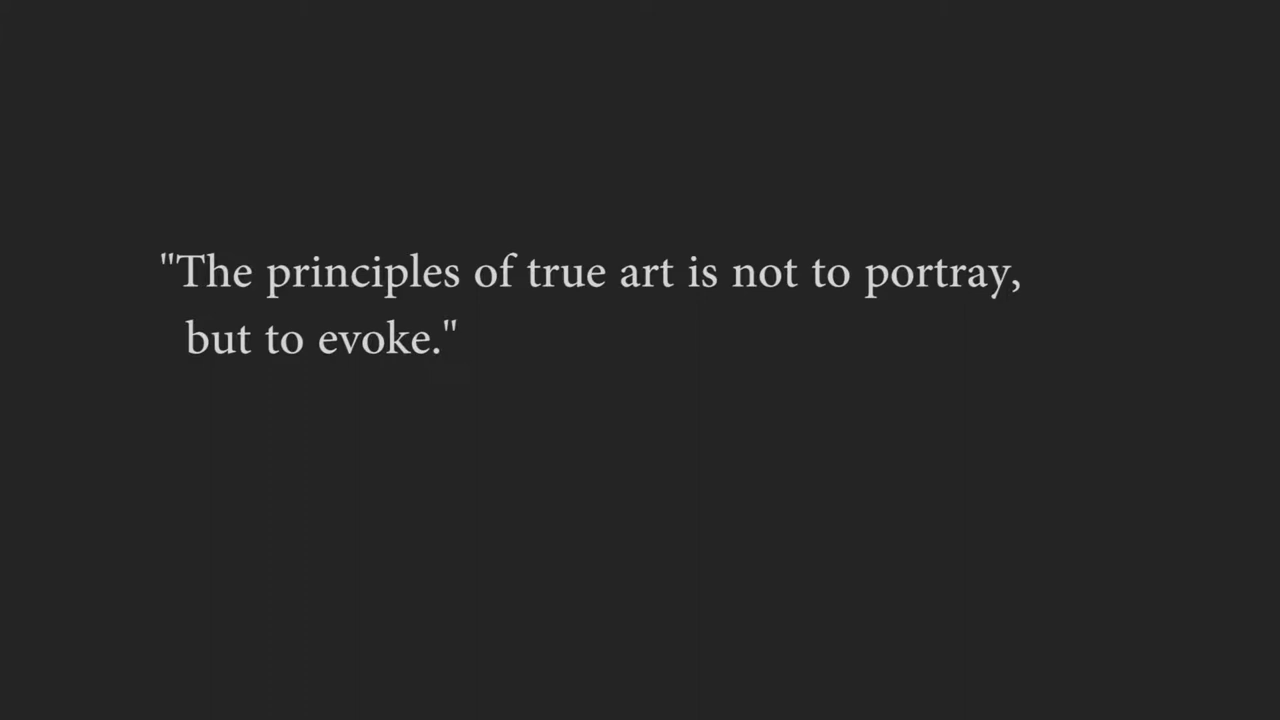 "The principles of true art is not to portray,
but to evoke."